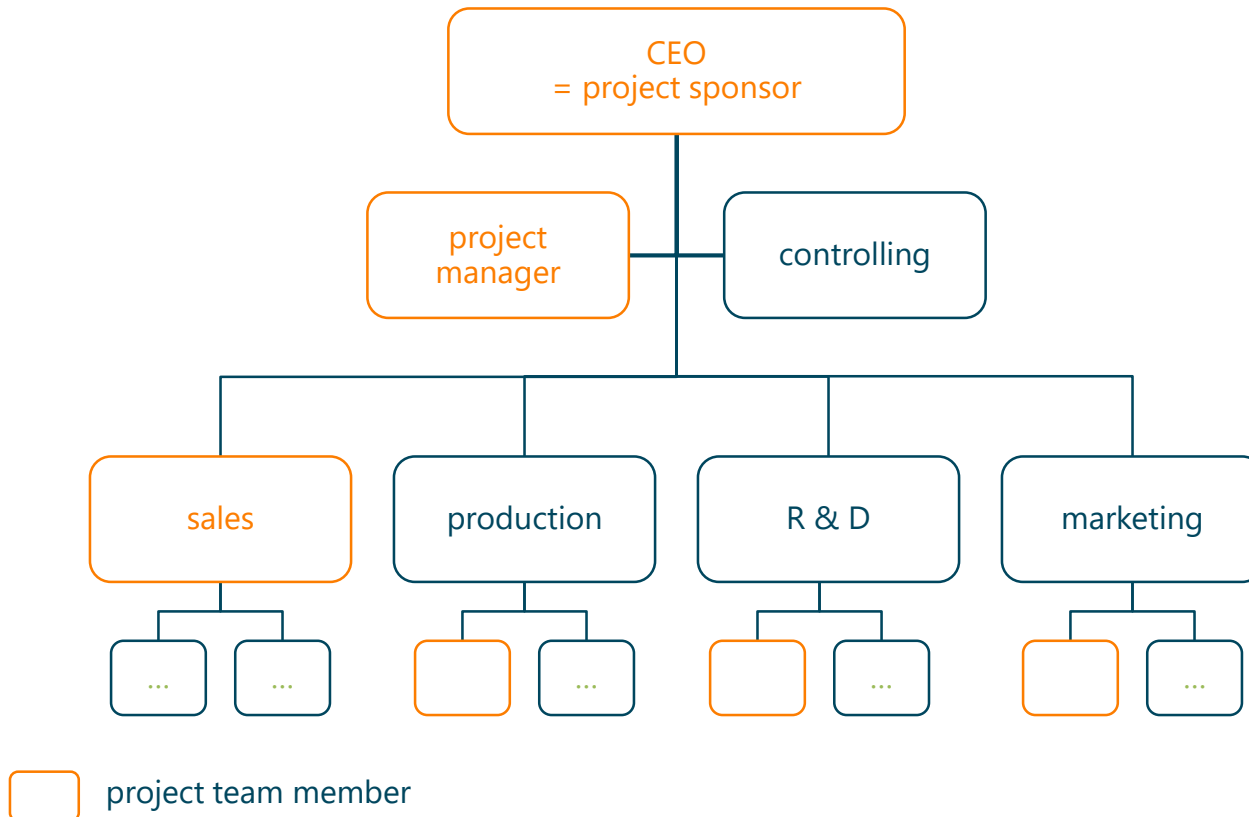 CEO
= project sponsor
project
manager
controlling
sales
production
R & D
marketing
...
...
...
...
...
project team member